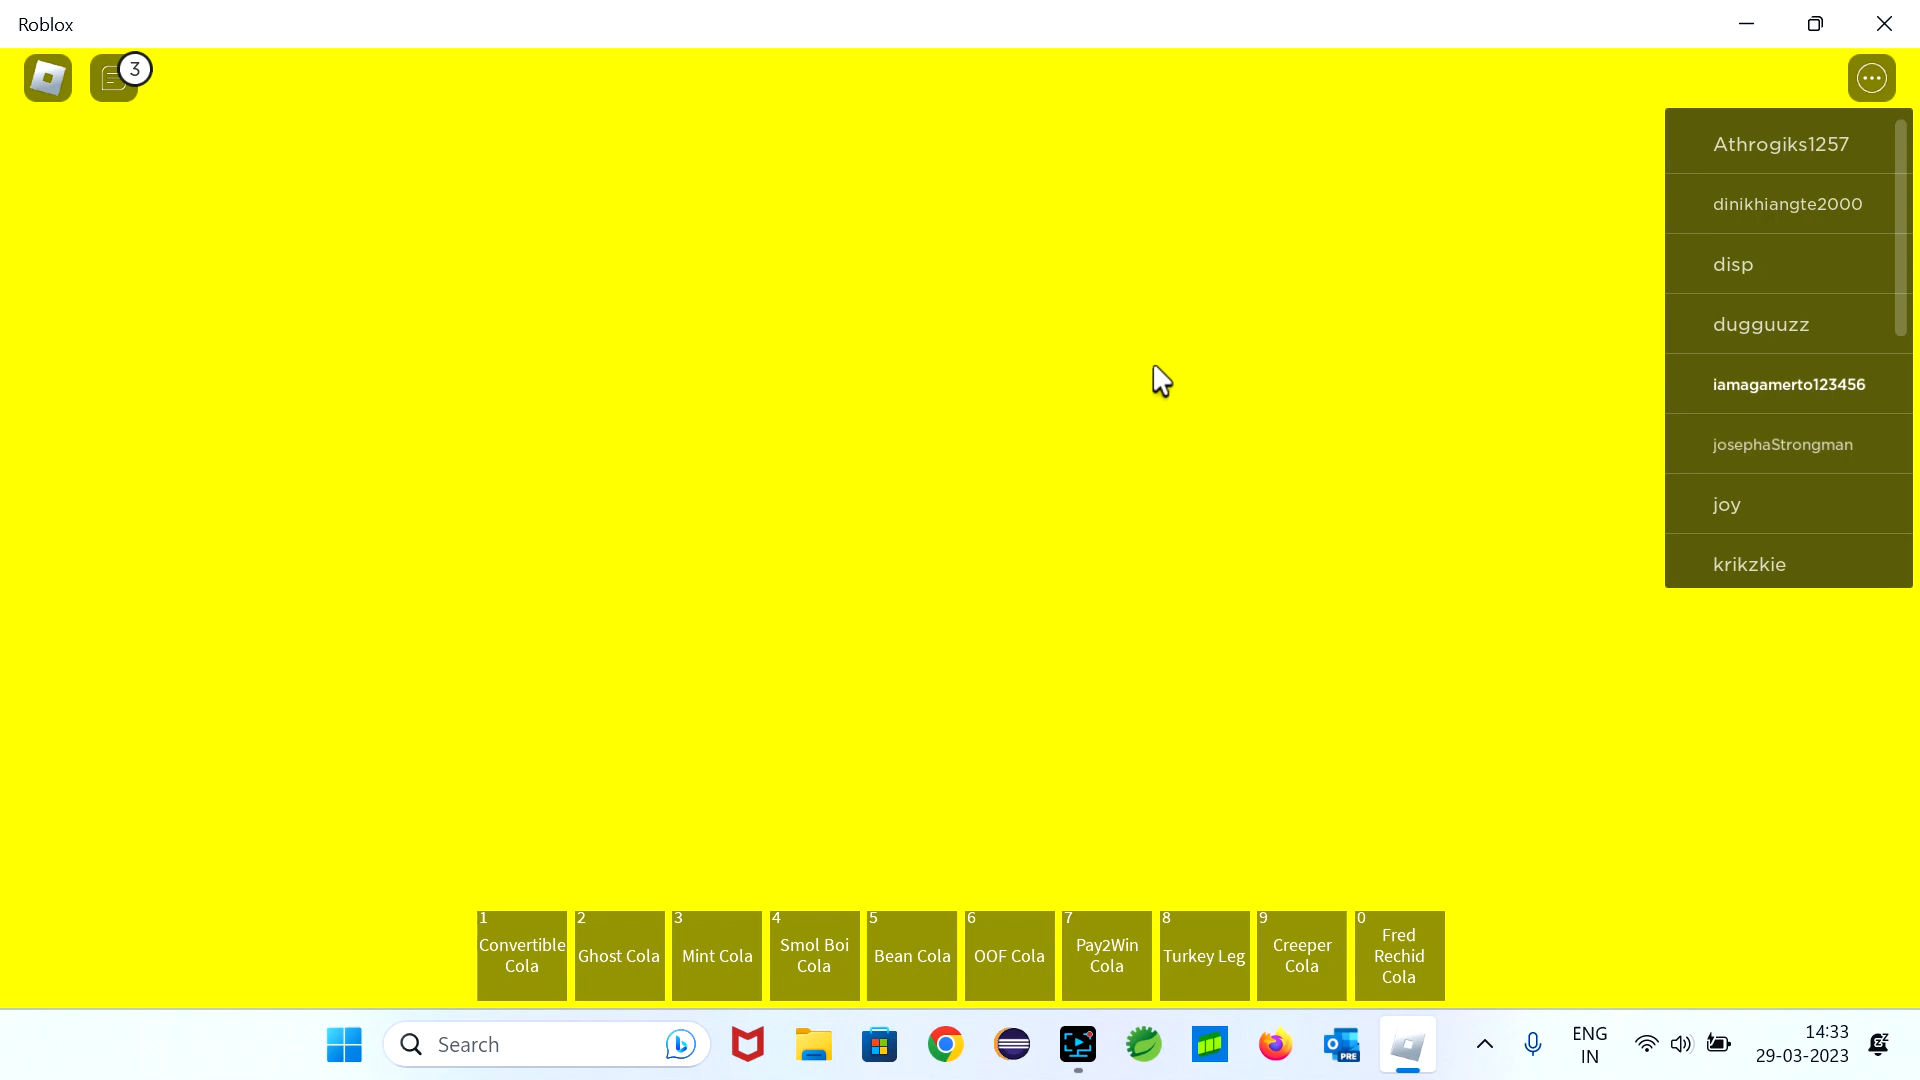 Roblox
3
Athrogiks1257
dinikhiangte2000
disp
dugguuzz
iamagamerto123456
josephaStrongman
joy
krikzkie
1
Convertible
Cola
2
Ghost Cola
3
Mint Cola
4
Smol Boi
Cola
5
Bean Cola
6
OOF Cola
7
Pay2Win
Cola
8
Turkey Leg
9
Creeper
Cola
0
Fred
Rechid
Cola
Search
PRE
ENG
IN
14:33
29-03-2023